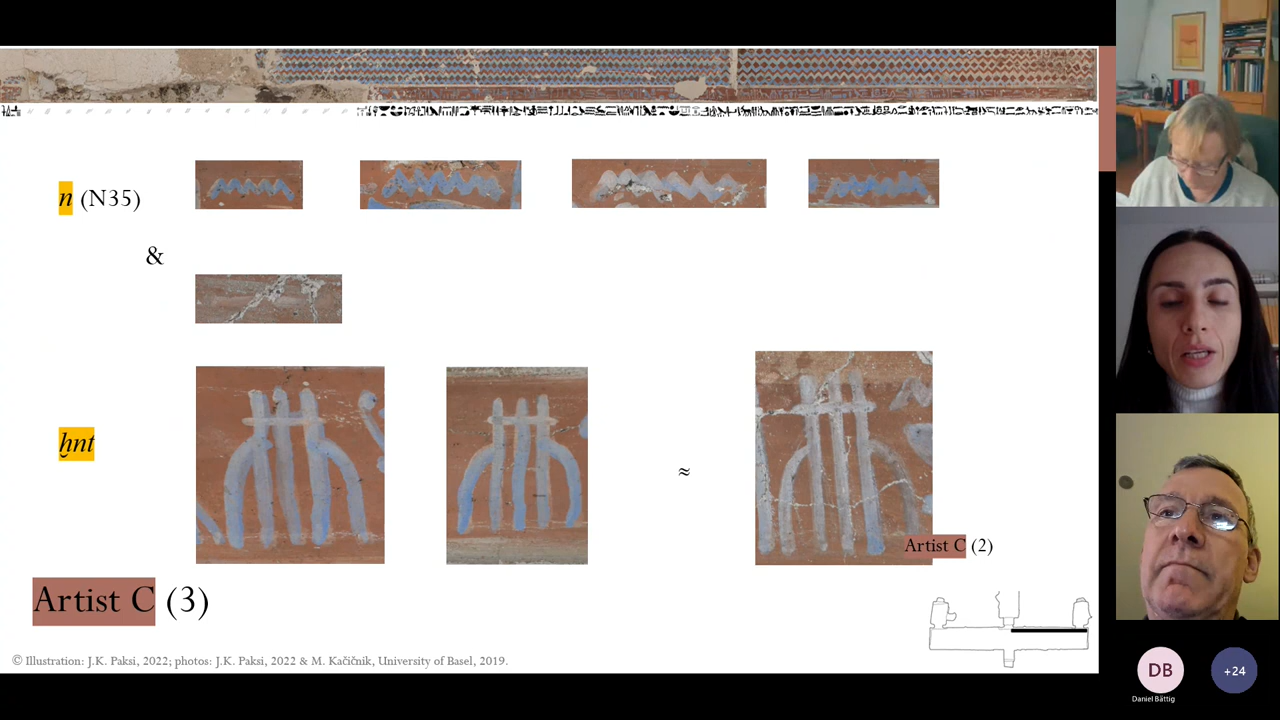 n (N35)
&
ḫnt
≈
Artist C (2)
Artist C (3)
© Illustration: J.K. Paksi, 2022; photos: J.K. Paksi, 2022 & M. Kačičnik, University of Basel, 2019.
DB
+24
Daniel Bättig